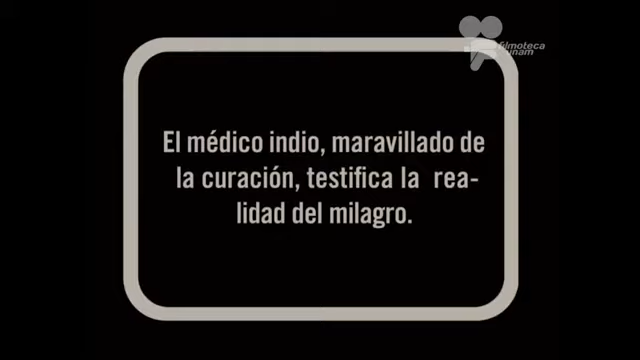 filmoteca
unam
El médico indio, maravillado de
la curación, testifica la rea-
lidad del milagro.